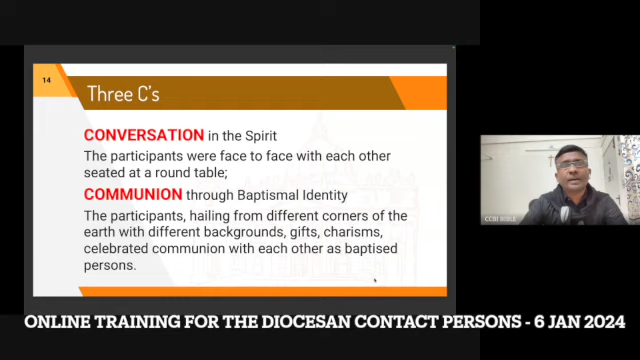 14
Three C's
CONVERSATION in the Spirit
The participants were face to face with each other
seated at a round table;
COMMUNION through Baptismal Identity
The participants, hailing from different corners of the
earth with different backgrounds, gifts, charisms,
celebrated communion with each other as baptised
persons.
CCBI BIBLE
ONLINE TRAINING FOR THE DIOCESAN CONTACT PERSONS - 6 JAN 2024